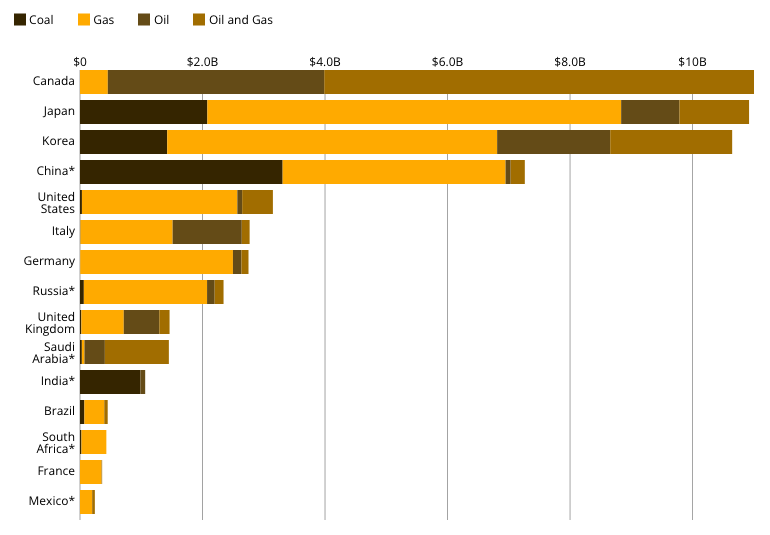 Coal Gas Oil Oil and Gas
$0 $2.0B $4.0B $6.0B $8.0B $10B
Canada
Japan
Korea
China*
United
States
Italy
Germany
Russia*
United
Kingdom
Saudi
Arabia*
India*
Brazil
South
Africa*
France
Mexico*